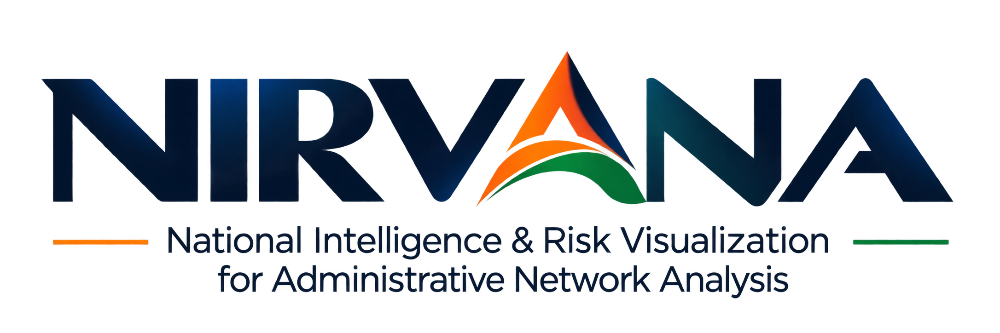 NIRVANA
National Intelligence & Risk Visualization
for Administrative Network Analysis